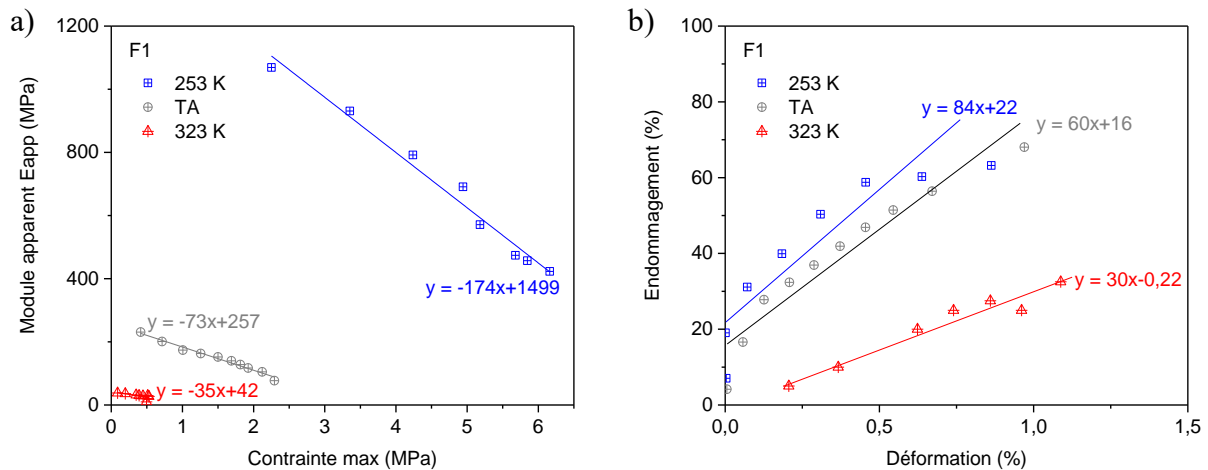 a)
1200
800
400
0
Module apparent Eapp (MPa)
F1
253 K
TA
323 K
y = -174x+1499
y = -73x+257
y = -35x+42
0 1 2 3 4 5 6
Contrainte max (MPa)
b)
100
80
60
40
20
0
Endommagement (%)
F1
253 K
TA
323 K
y = 84x+22
y = 60x+16
y = 30x-0,22
0,0 0,5 1,0 1,5
Déformation (%)